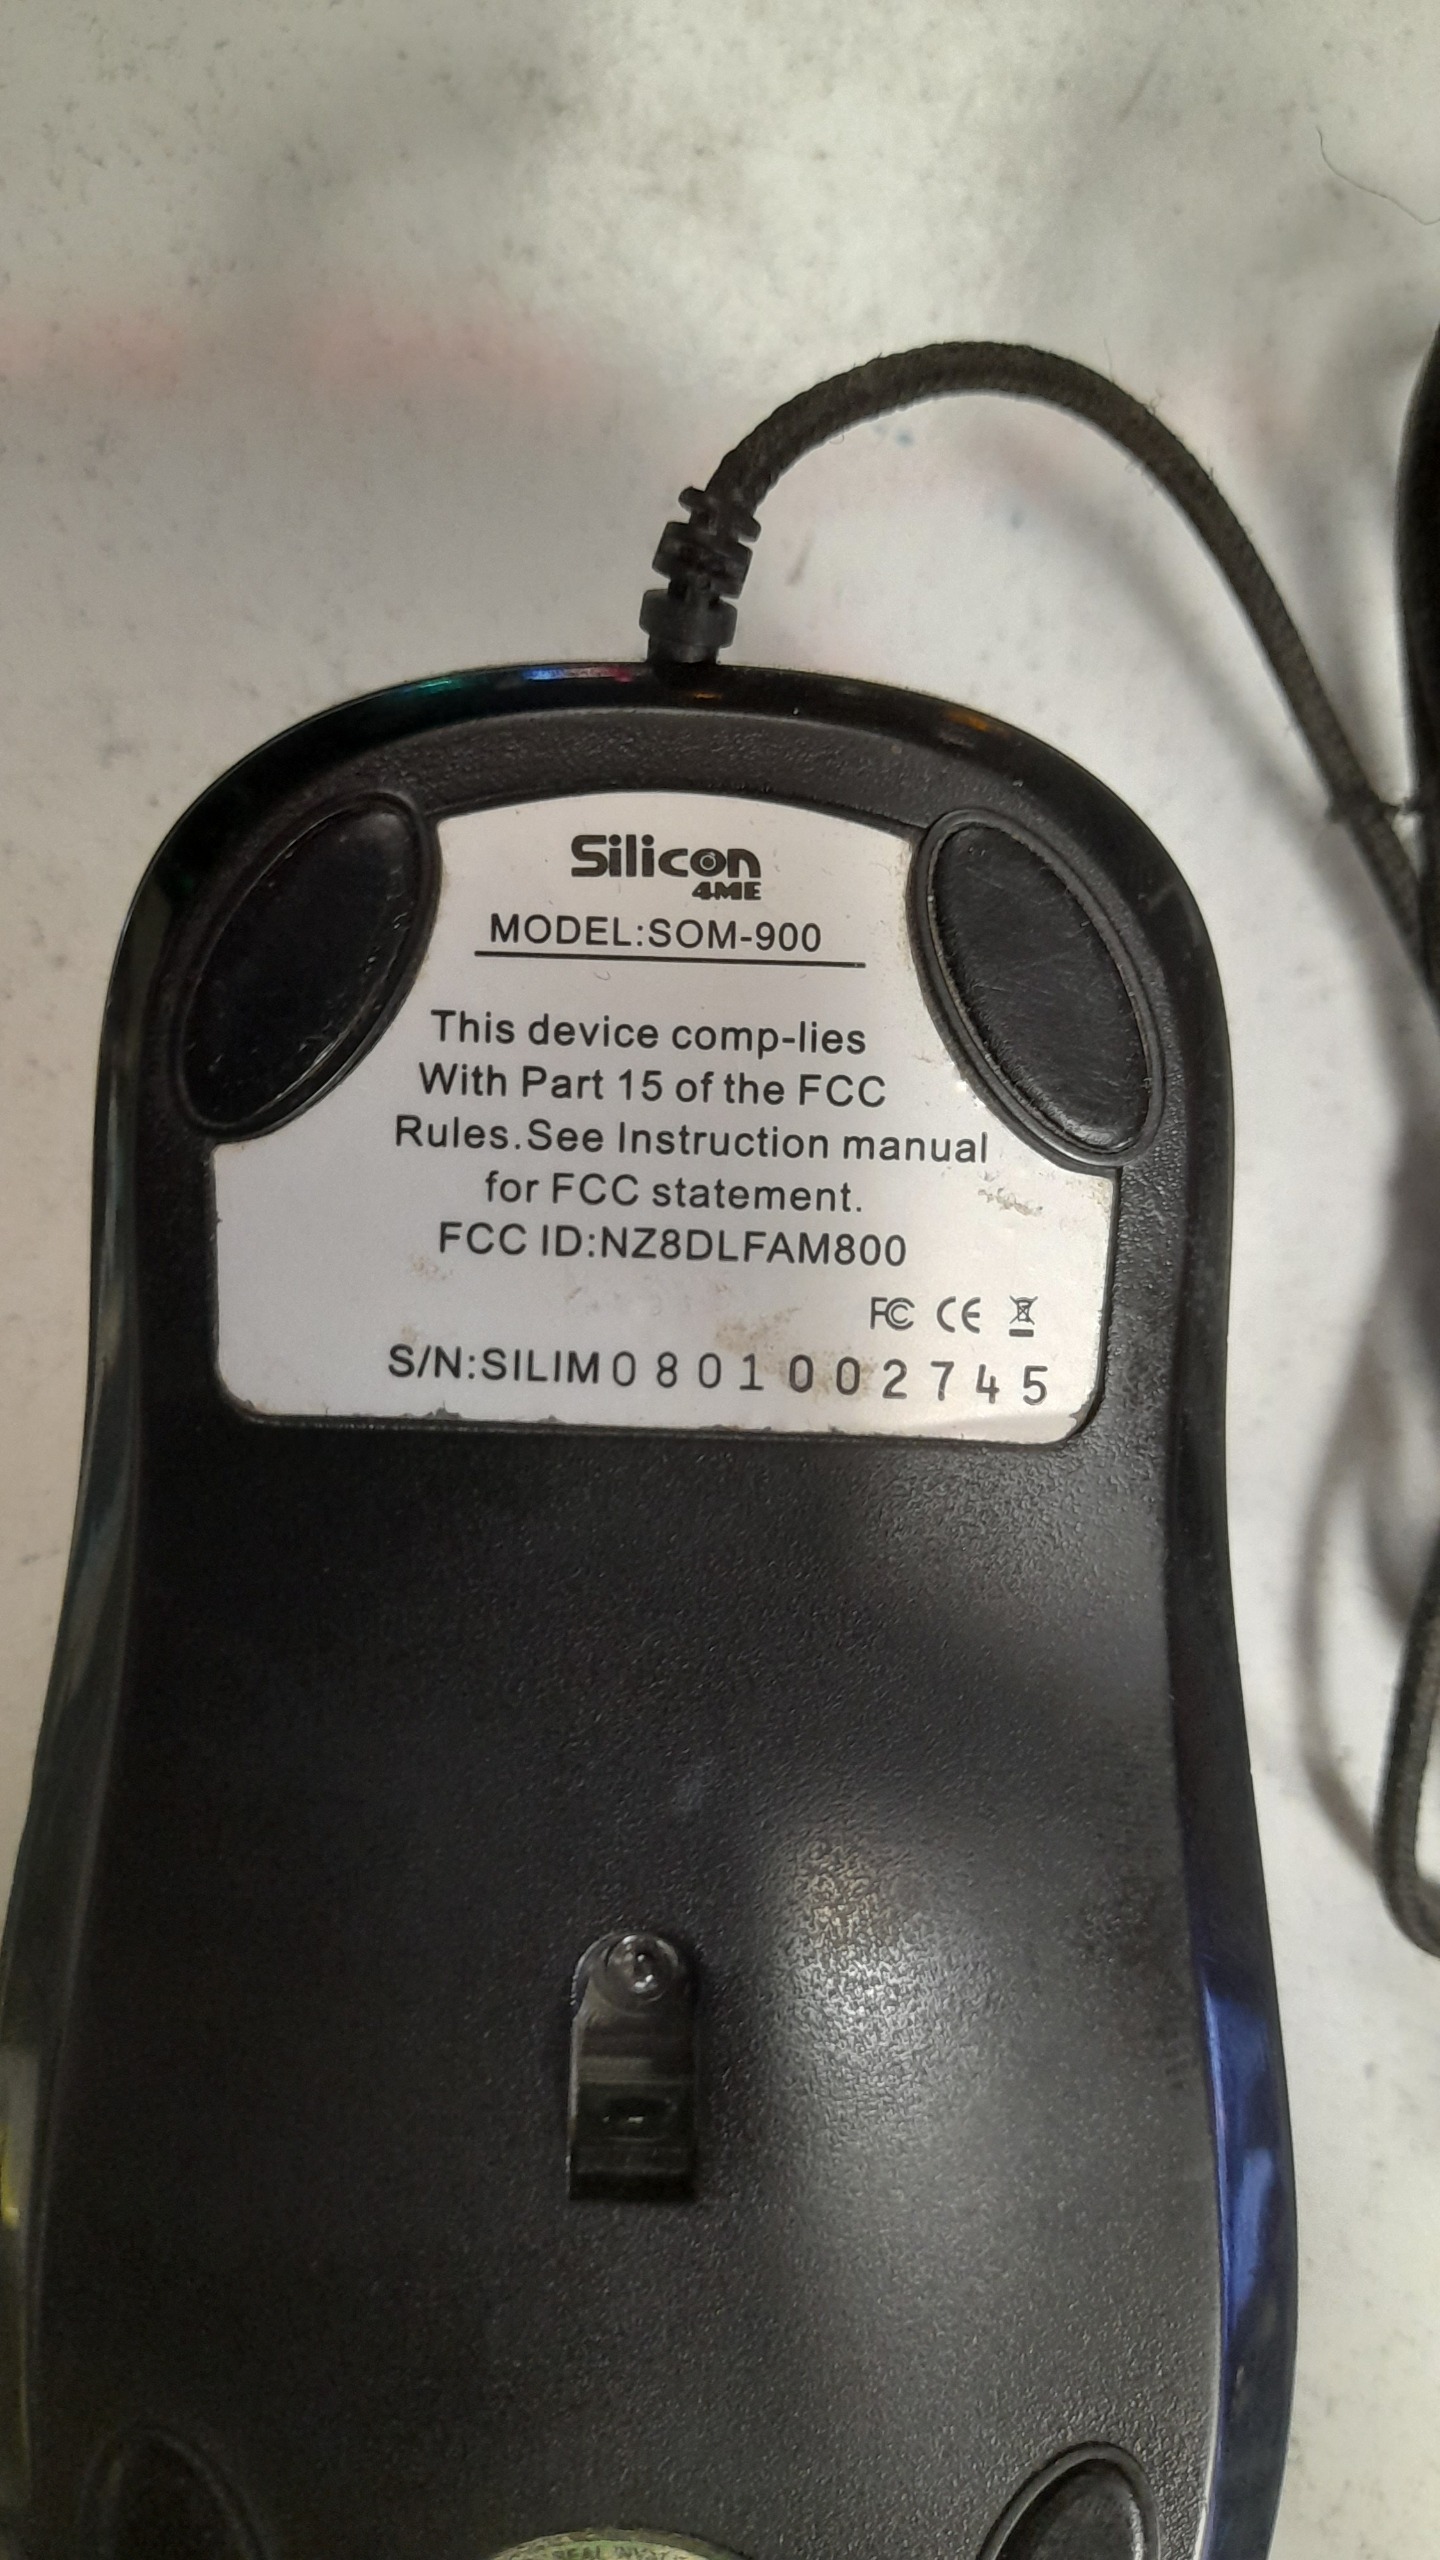 Silicon
4ME
MODEL:SOM-900
This device comp-lies
With Part 15 of the FCC
Rules.See Instruction manual
for FCC statement.
FCC ID:NZ8DLFAM800
FC CE
S/N:SILIM0801002745